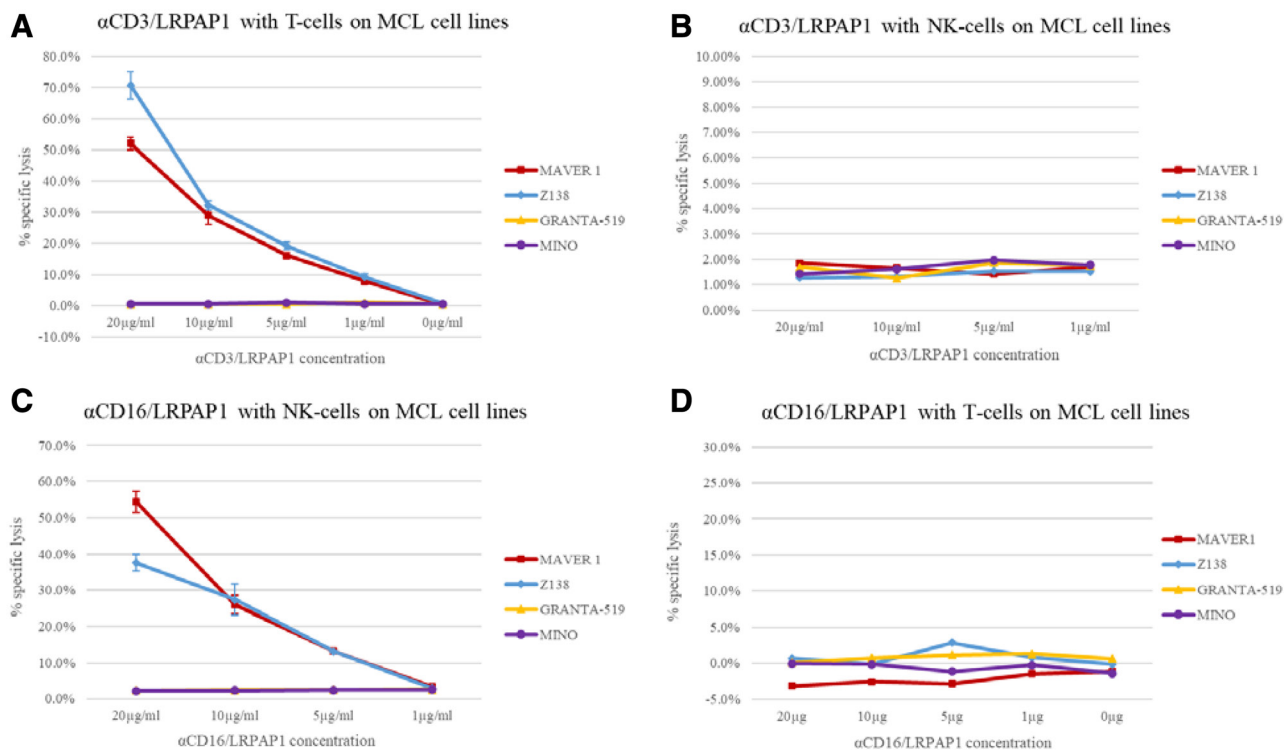 A
αCD3/LRPAP1 with T-cells on MCL cell lines
80.0%
70.0%
60.0%
50.0%
40.0%
30.0%
20.0%
10.0%
0.0%
-10.0%
% specific lysis
20µg/ml 10µg/ml 5µg/ml 1µg/ml 0µg/ml
αCD3/LRPAP1 concentration
MAVER 1
Z138
GRANTA-519
MINO
B
αCD3/LRPAP1 with NK-cells on MCL cell lines
10.00%
9.00%
8.00%
7.00%
6.00%
5.00%
4.00%
3.00%
2.00%
1.00%
0.00%
% specific lysis
20µg/ml 10µg/ml 5µg/ml 1µg/ml
αCD3/LRPAP1 concentration
MAVER 1
Z138
GRANTA-519
MINO
C
αCD16/LRPAP1 with NK-cells on MCL cell lines
70.0%
60.0%
50.0%
40.0%
30.0%
20.0%
10.0%
0.0%
% specific lysis
20µg/ml 10µg/ml 5µg/ml 1µg/ml
αCD16/LRPAP1 concentration
MAVER 1
Z138
GRANTA-519
MINO
D
αCD16/LRPAP1 with T-cells on MCL cell lines
30.0%
25.0%
20.0%
15.0%
10.0%
5.0%
0.0%
-5.0%
% specific lysis
20µg 10µg 5µg 1µg 0µg
αCD16/LRPAP1 concentration
MAVER1
Z138
GRANTA-519
MINO